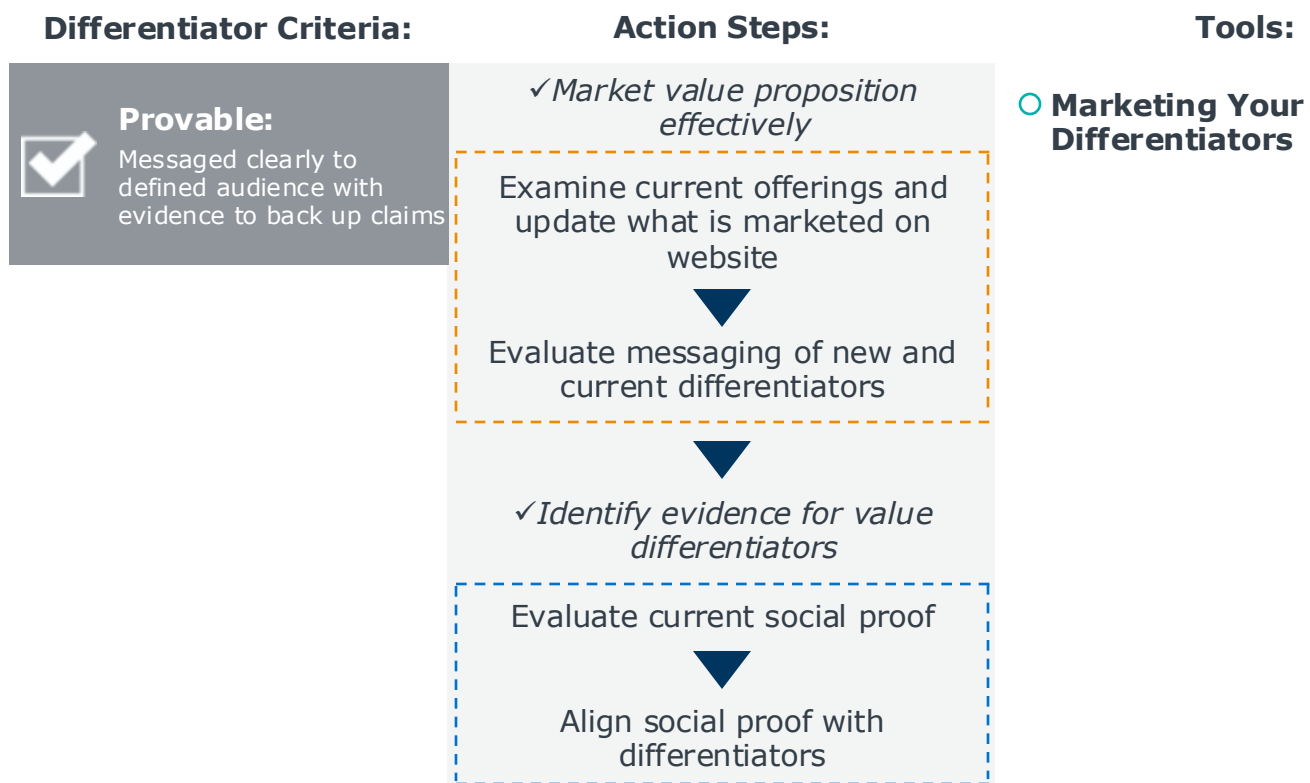 Differentiator Criteria:
Action Steps:
Tools:
Provable:
Messaged clearly to
defined audience with
evidence to back up claims
✓Market value proposition
effectively
Examine current offerings and
update what is marketed on
website
Evaluate messaging of new and
current differentiators
✓Identify evidence for value
differentiators
Evaluate current social proof
Align social proof with
differentiators
Marketing Your
Differentiators